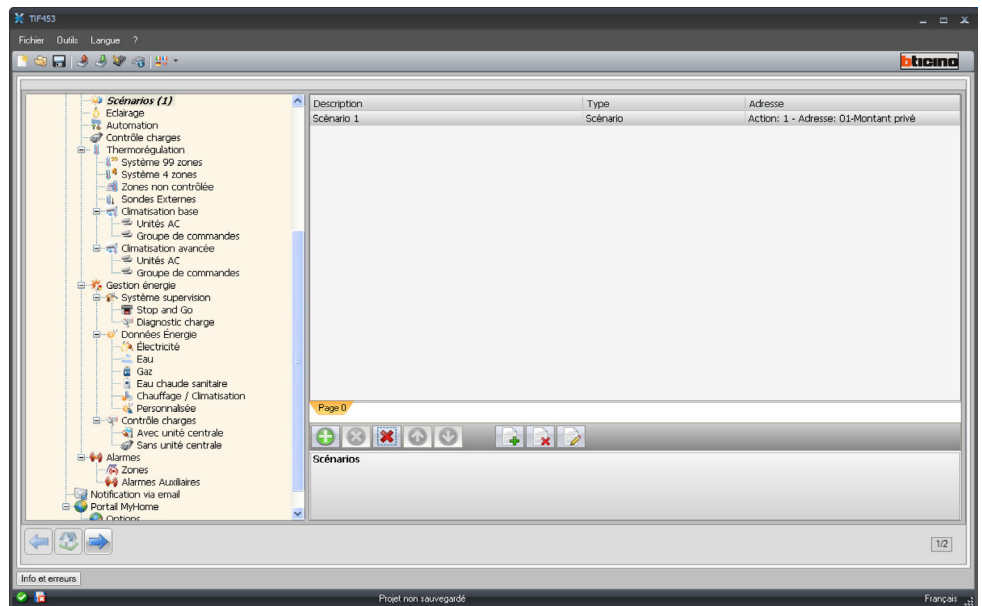 TiF453
Fichier Outils Langue ?
bticino
Scénarios (1)
Eclairage
Automation
Contrôle charges
Thermorégulation
Système 99 zones
Système 4 zones
Zones non contrôlée
Sondes Externes
Climatisation base
Unités AC
Groupe de commandes
Climatisation avancée
Unités AC
Groupe de commandes
Gestion énergie
Système supervision
Stop and Go
Diagnostic charge
Données Énergie
Électricité
Eau
Gaz
Eau chaude sanitaire
Chauffage / Climatisation
Personnalisée
Contrôle charges
Avec unité centrale
Sans unité centrale
Alarmes
Zones
Alarmes Auxiliaires
Notification via email
Portail MyHome
Options
Description Type Adresse
Scénario 1 Scénario Action: 1 - Adresse: 01-Montant privé
Page 0
Scénarios
1/2
Info et erreurs
Projet non sauvegardé Français